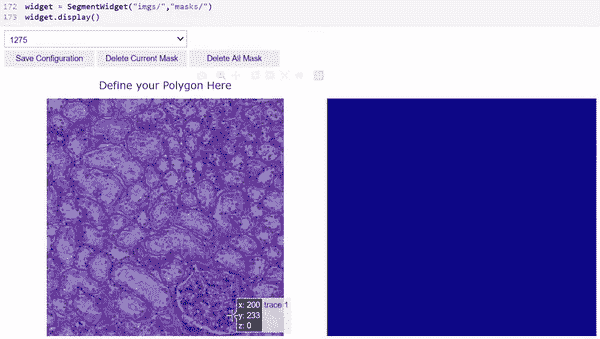 172 widget = SegmentWidget("imgs/","masks/")
173 widget.display()
1275
Save Configuration Delete Current Mask Delete All Mask
Define your Polygon Here
x: 200 trace 1
y: 233
z: 0